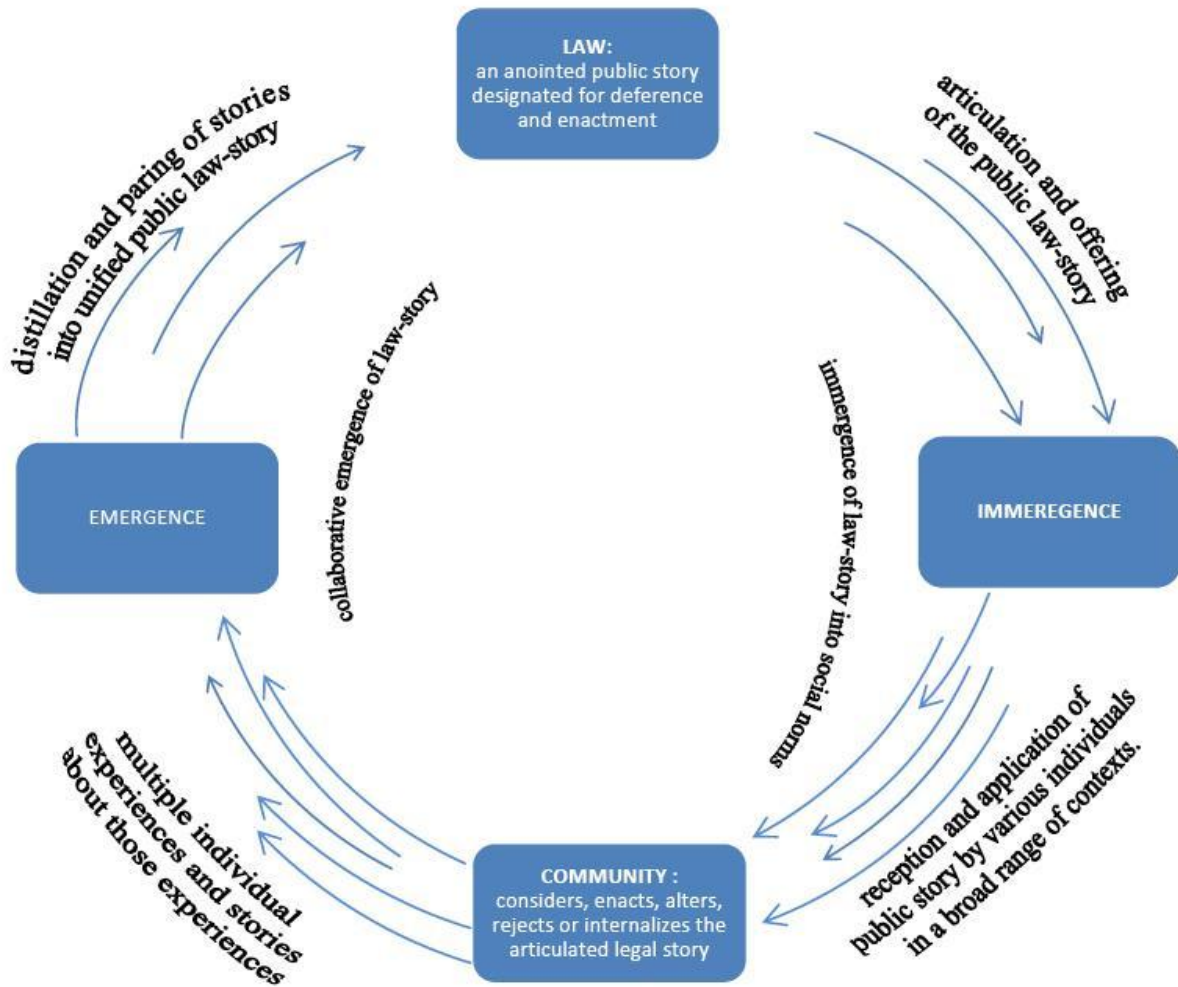 LAW:
an anointed public story
designated for deference
and enactment
articulation and offering
of the public law-story
distillation and paring of stories
into unified public law-story
collaborative emergence of law-story
immergence of law-story into social norms
EMERGENCE
IMMEREGENCE
multiple individual
experiences and stories
about those experiences
COMMUNITY :
considers, enacts, alters,
rejects or internalizes the
articulated legal story
reception and application of
public story by various individuals
in a broad range of contexts.